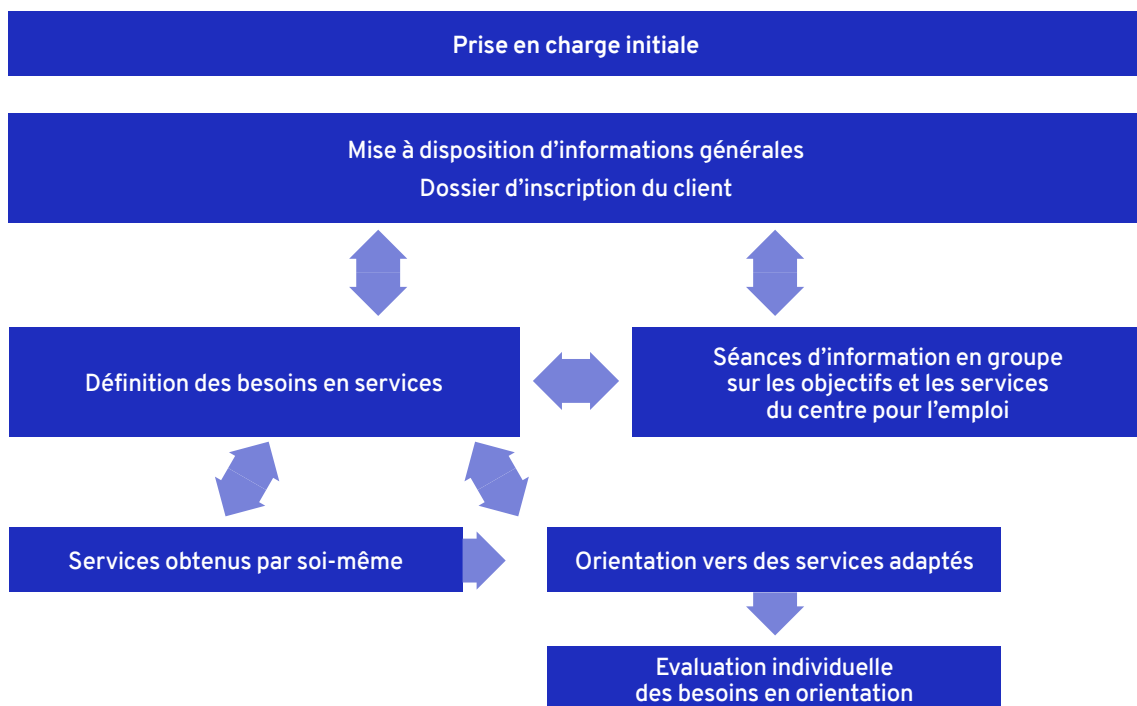 Prise en charge initiale
Mise à disposition d’informations générales
Dossier d’inscription du client
Définition des besoins en services
Séances d’information en groupe
sur les objectifs et les services
du centre pour l’emploi
Services obtenus par soi-même
Orientation vers des services adaptés
Evaluation individuelle
des besoins en orientation